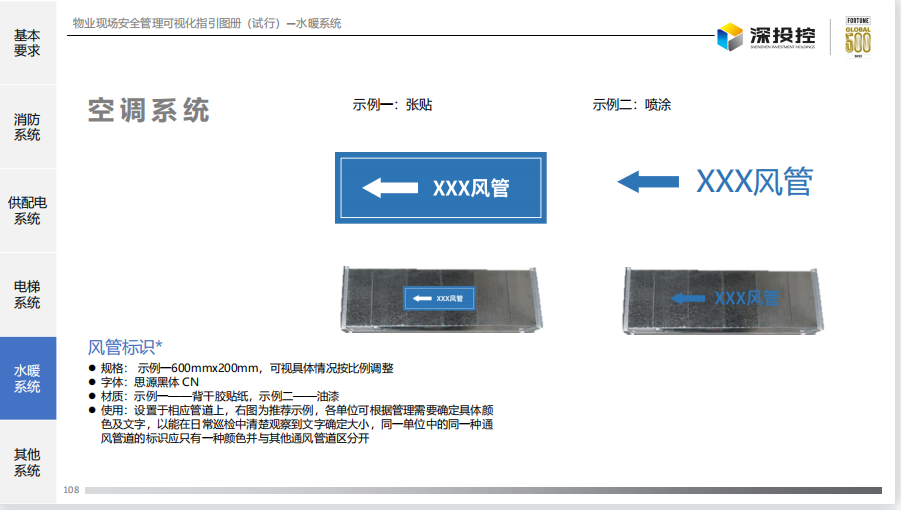 物业现场安全管理可视化指引图册（试行）—水暖系统
深投控
SHENZHEN INVESTMENT HOLDINGS
FORTUNE
GLOBAL
500
基本
要求
消防
系统
供配电
系统
电梯
系统
水暖
系统
其他
系统
空调系统
示例一：张贴
示例二：喷涂
XXX风管
XXX风管
XXX风管
XXX风管
风管标识*
● 规格： 示例一600mmx200mm，可视具体情况按比例调整
● 字体：思源黑体 CN
● 材质：示例一——背干胶贴纸，示例二——油漆
● 使用：设置于相应管道上，右图为推荐示例，各单位可根据管理需要确定具体颜
色及文字，以能在日常巡检中清楚观察到文字确定大小，同一单位中的同一种通
风管道的标识应只有一种颜色并与其他通风管道区分开
108